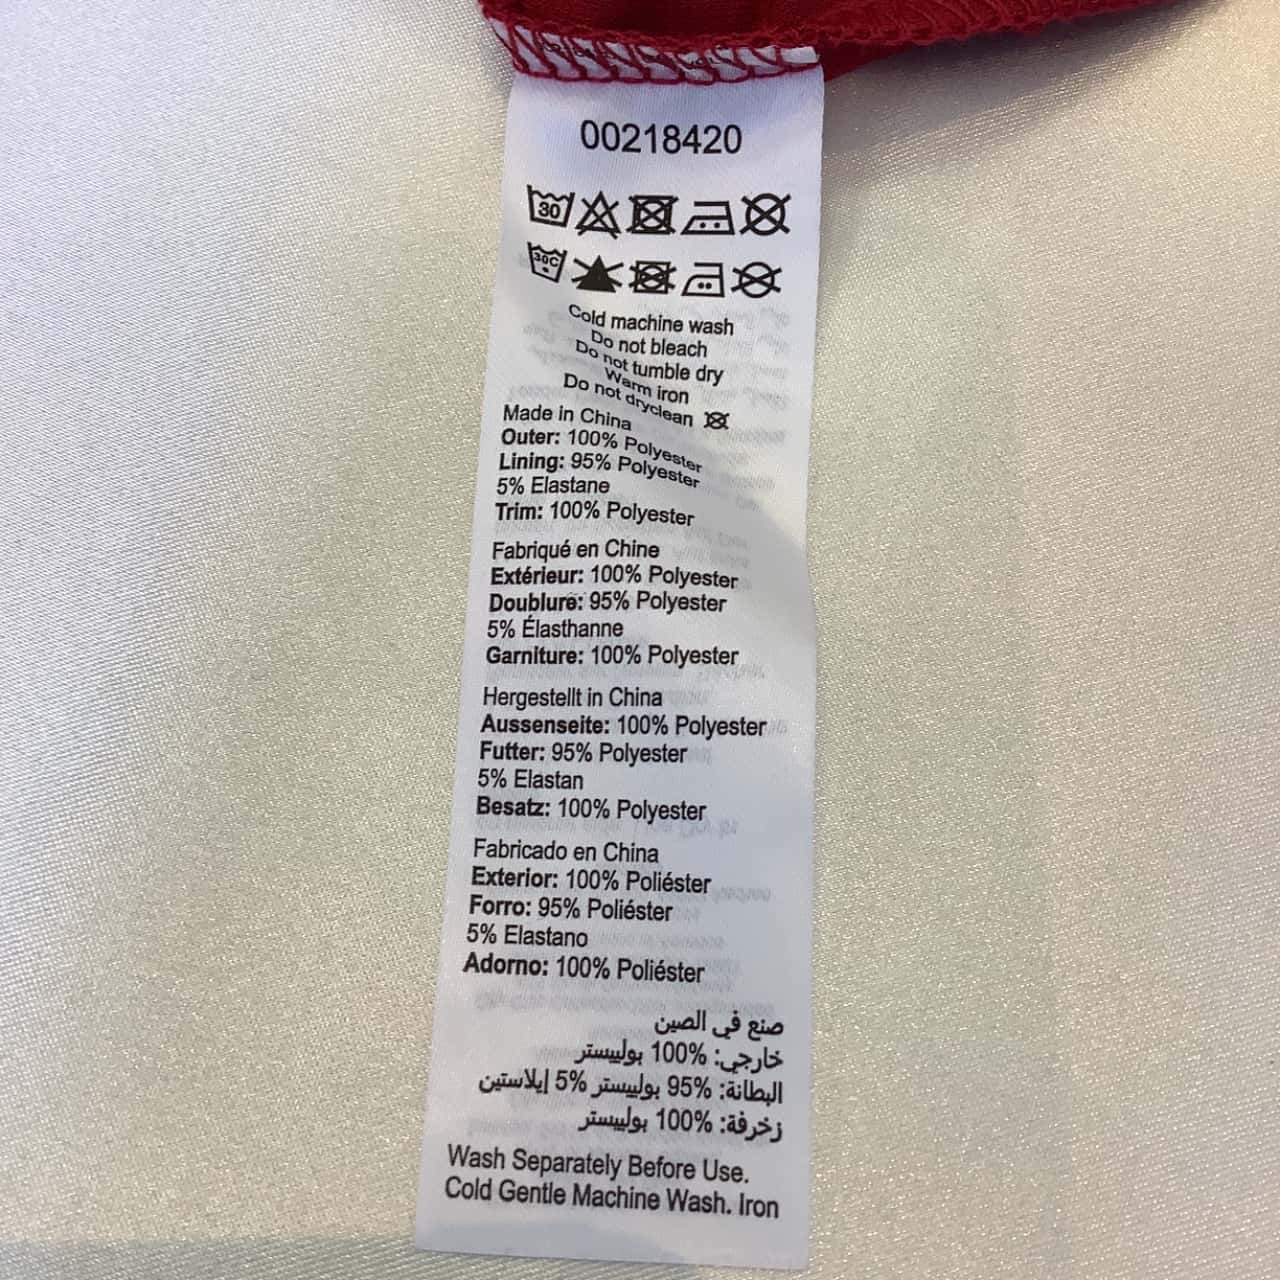 00218420
30
30C
Cold machine wash
Do not bleach
Do not tumble dry
Warm iron
Do not dryclean
Made in China
Outer: 100% Polyester
Lining: 95% Polyester
5% Elastane
Trim: 100% Polyester
Fabriqué en Chine
Extérieur: 100% Polyester
Doublure: 95% Polyester
5% Élasthanne
Garniture: 100% Polyester
Hergestellt in China
Aussenseite: 100% Polyester
Futter: 95% Polyester
5% Elastan
Besatz: 100% Polyester
Fabricado en China
Exterior: 100% Poliéster
Forro: 95% Poliéster
5% Elastano
Adorno: 100% Poliéster
صنع في الصين
خارجي: 100% بوليستر
البطانة: 95% بوليستر 5% إيلاستين
زخرفة: 100% بوليستر
Wash Separately Before Use.
Cold Gentle Machine Wash. Iron